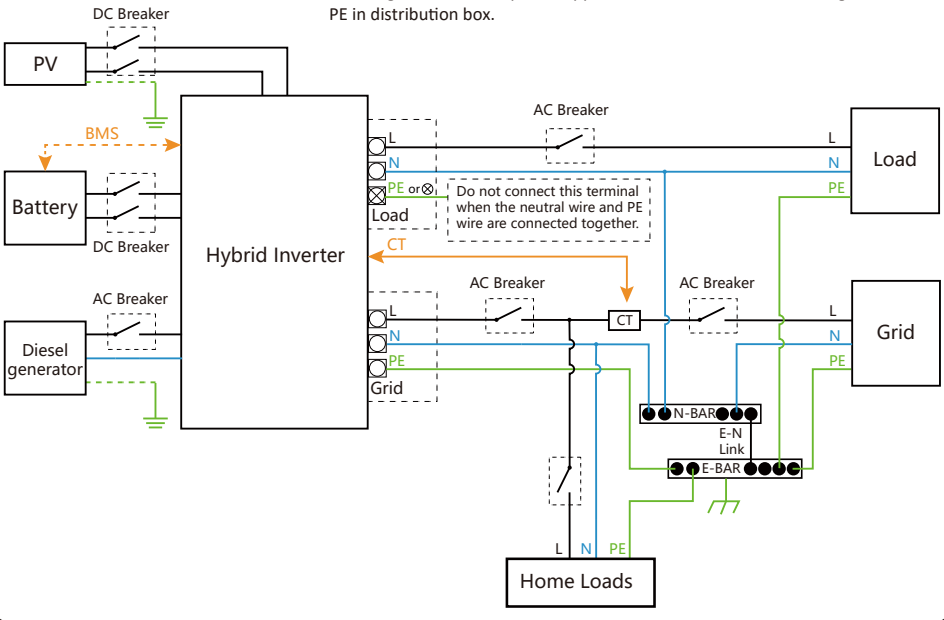 PE in distribution box.
DC Breaker
PV
BMS
Battery
DC Breaker
AC Breaker
Diesel
generator
Hybrid Inverter
L
N
PE or
Load
Do not connect this terminal
when the neutral wire and PE
wire are connected together.
AC Breaker
L
N
PE
Load
CT
L
N
PE
Grid
AC Breaker
CT
AC Breaker
L
N
PE
Grid
N-BAR
E-N
Link
E-BAR
L
N
PE
Home Loads